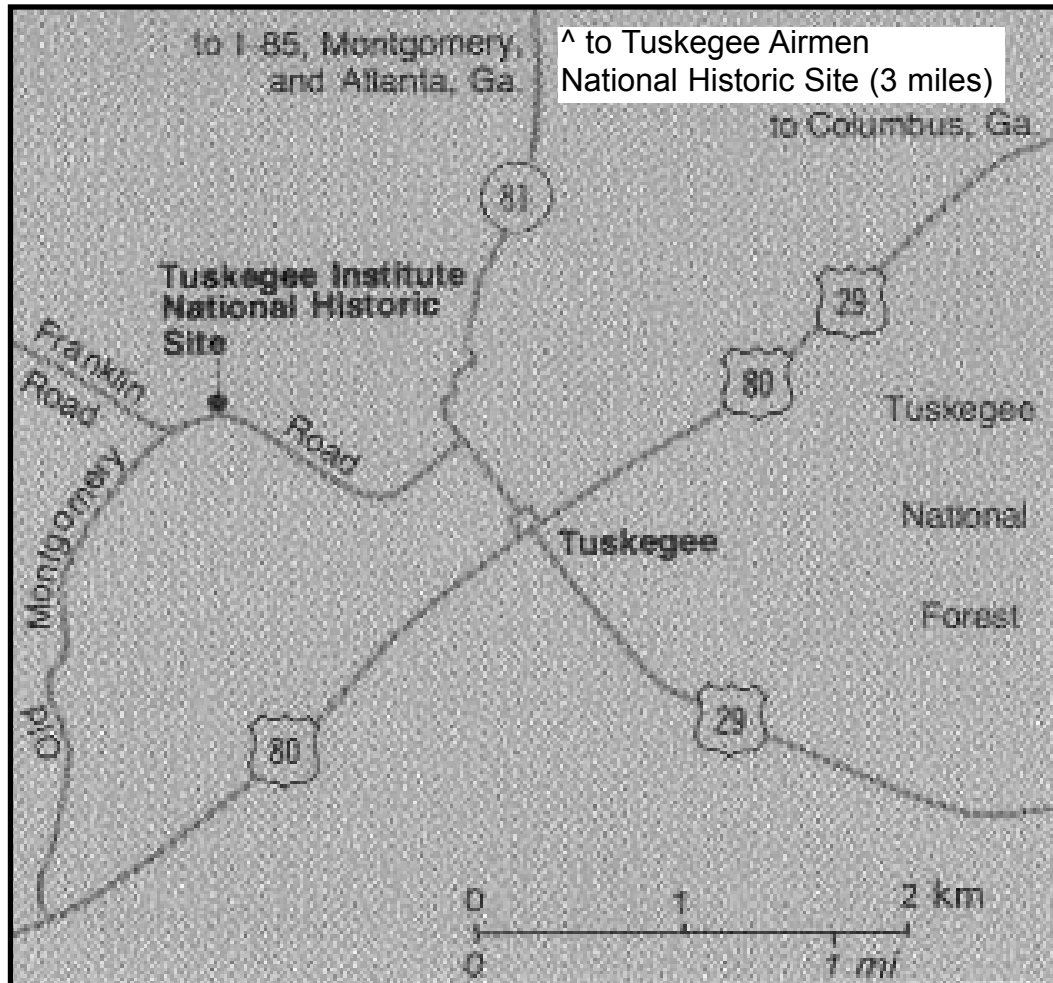 to I-85, Montgomery,
and Atlanta, Ga.
^ to Tuskegee Airmen
National Historic Site (3 miles)
to Columbus, Ga.
81
Tuskegee Institute
National Historic
Site
29
80
Franklin
Road
Road
Tuskegee
National
Forest
Old Montgomery
Tuskegee
80
29
0 1 2 km
0 1 mi